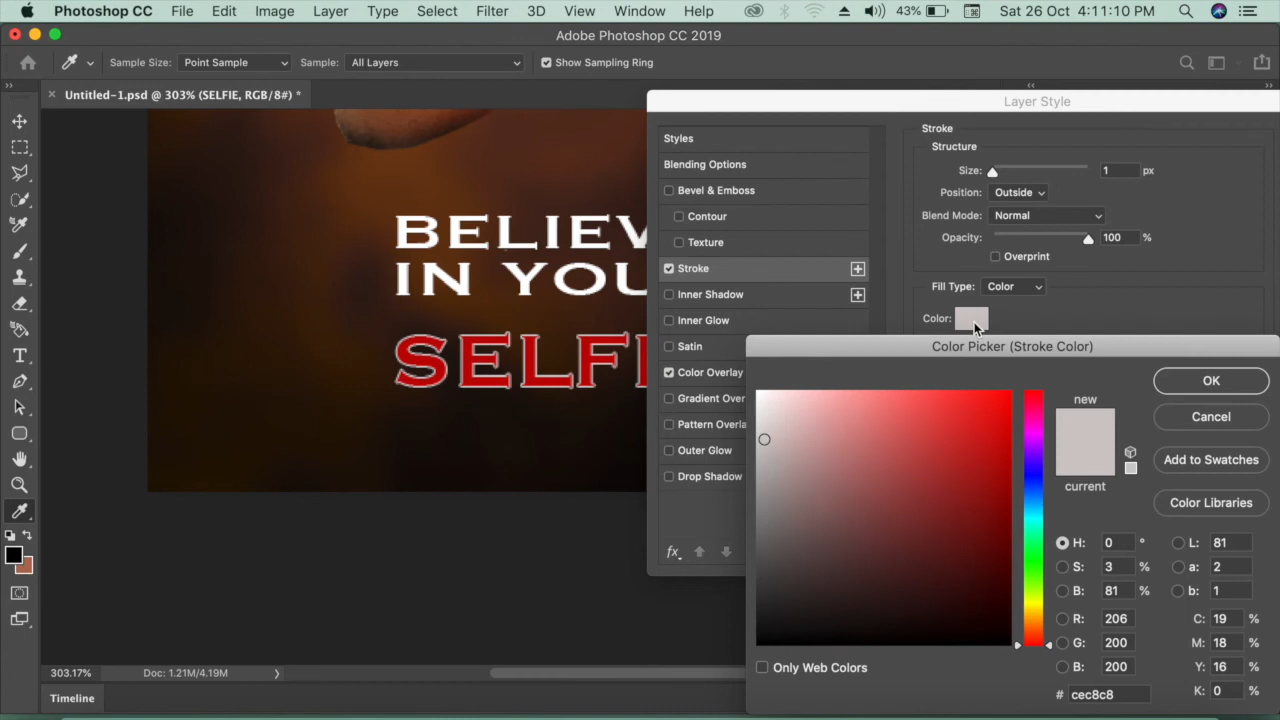 Photoshop CC File Edit Image Layer Type Select Filter 3D View Window Help 43% Sat 26 Oct 4:11:10 PM
Adobe Photoshop CC 2019
Sample Size: Point Sample Sample: All Layers Show Sampling Ring
× Untitled-1.psd @ 303% (SELFIE, RGB/8#) *
Layer Style
Styles
Blending Options
Bevel & Emboss
Contour
Texture
Stroke
Inner Shadow
Inner Glow
Satin
Color Overlay
Gradient Over
Pattern Overla
Outer Glow
Drop Shadow
fx
Stroke
Structure
Size: 1 px
Position: Outside
Blend Mode: Normal
Opacity: 100 %
Overprint
Fill Type: Color
Color:
BELIEV
IN YOU
SELFI
Color Picker (Stroke Color)
new
current
OK
Cancel
Add to Swatches
Color Libraries
H: 0 ° L: 81
S: 3 % a: 2
B: 81 % b: 1
R: 206 C: 19 %
G: 200 M: 18 %
B: 200 Y: 16 %
# cec8c8 K: 0 %
Only Web Colors
303.17% Doc: 1.21M/4.19M
Timeline